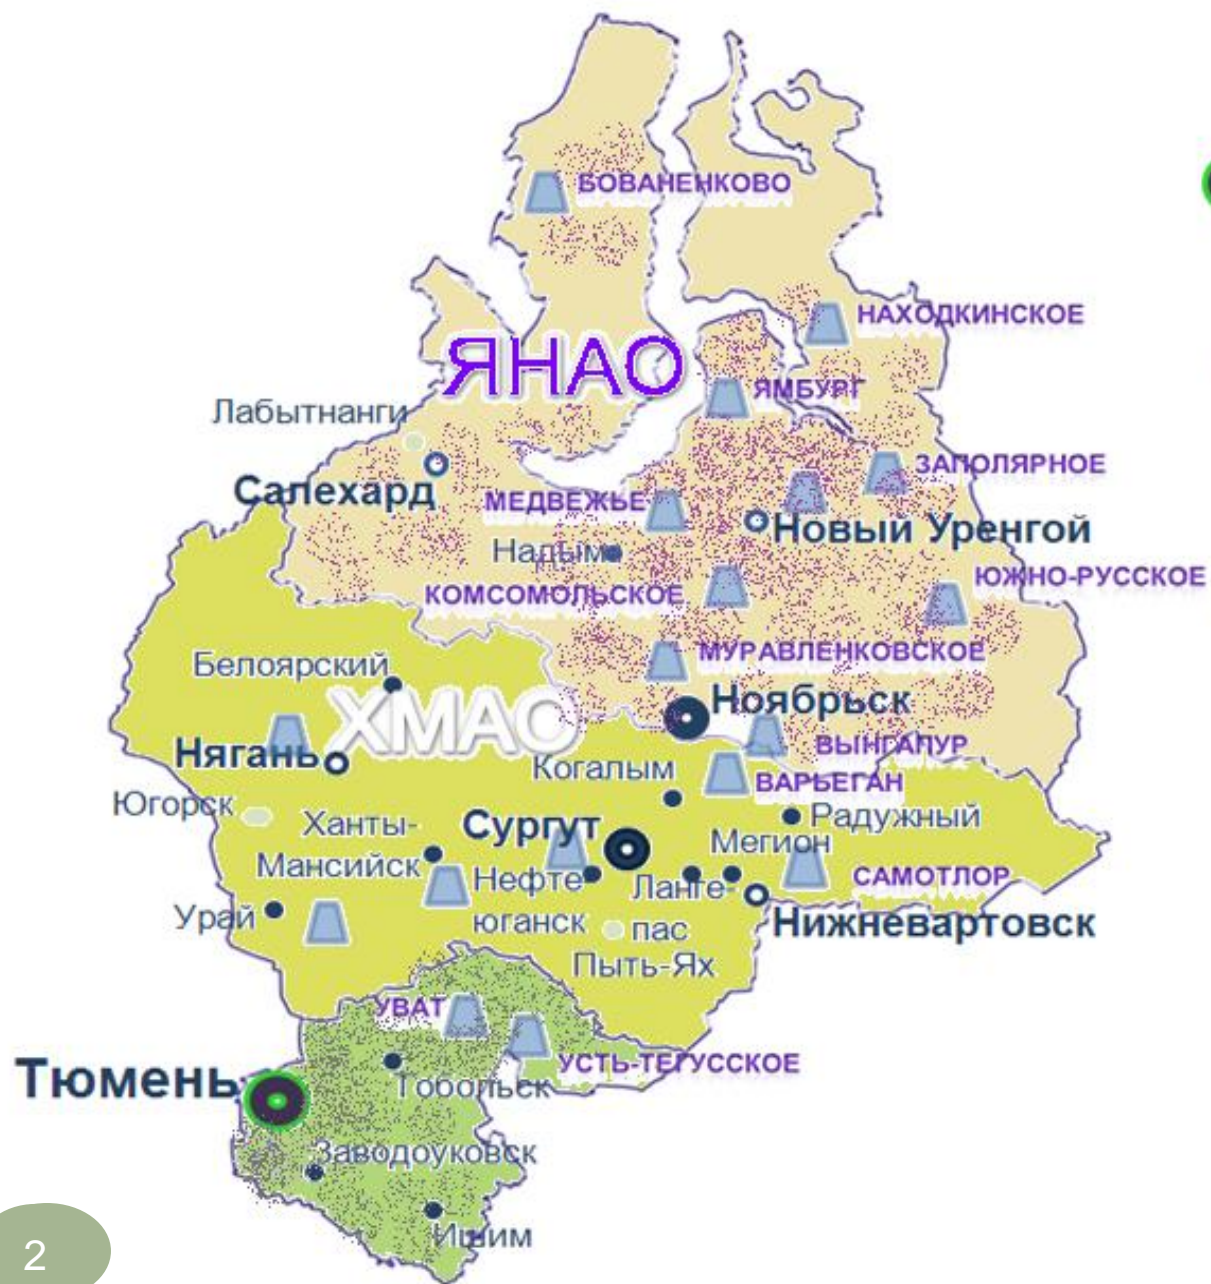 БОВАНЕНКОВО
НАХОДКИНСКОЕ
ЯНАО
ЯМБУРГ
Лабытнанги
ЗАПОЛЯРНОЕ
Салехард
МЕДВЕЖЬЕ
Новый Уренгой
Надым
ЮЖНО-РУССКОЕ
КОМСОМОЛЬСКОЕ
МУРАВЛЕНКОВСКОЕ
Белоярский
Ноябрьск
ХМАО
ВЫНГАПУР
Нягань
Когалым
ВАРЬЕГАН
Югорск
Радужный
Ханты-
Мансийск
Сургут
Мегион
САМОТЛОР
Нефте
юганск
Ланге-
пас
Урай
Нижневартовск
Пыть-Ях
УВАТ
УСТЬ-ТЕГУССКОЕ
Тюмень
Тобольск
Заводоуковск
Ишим
2